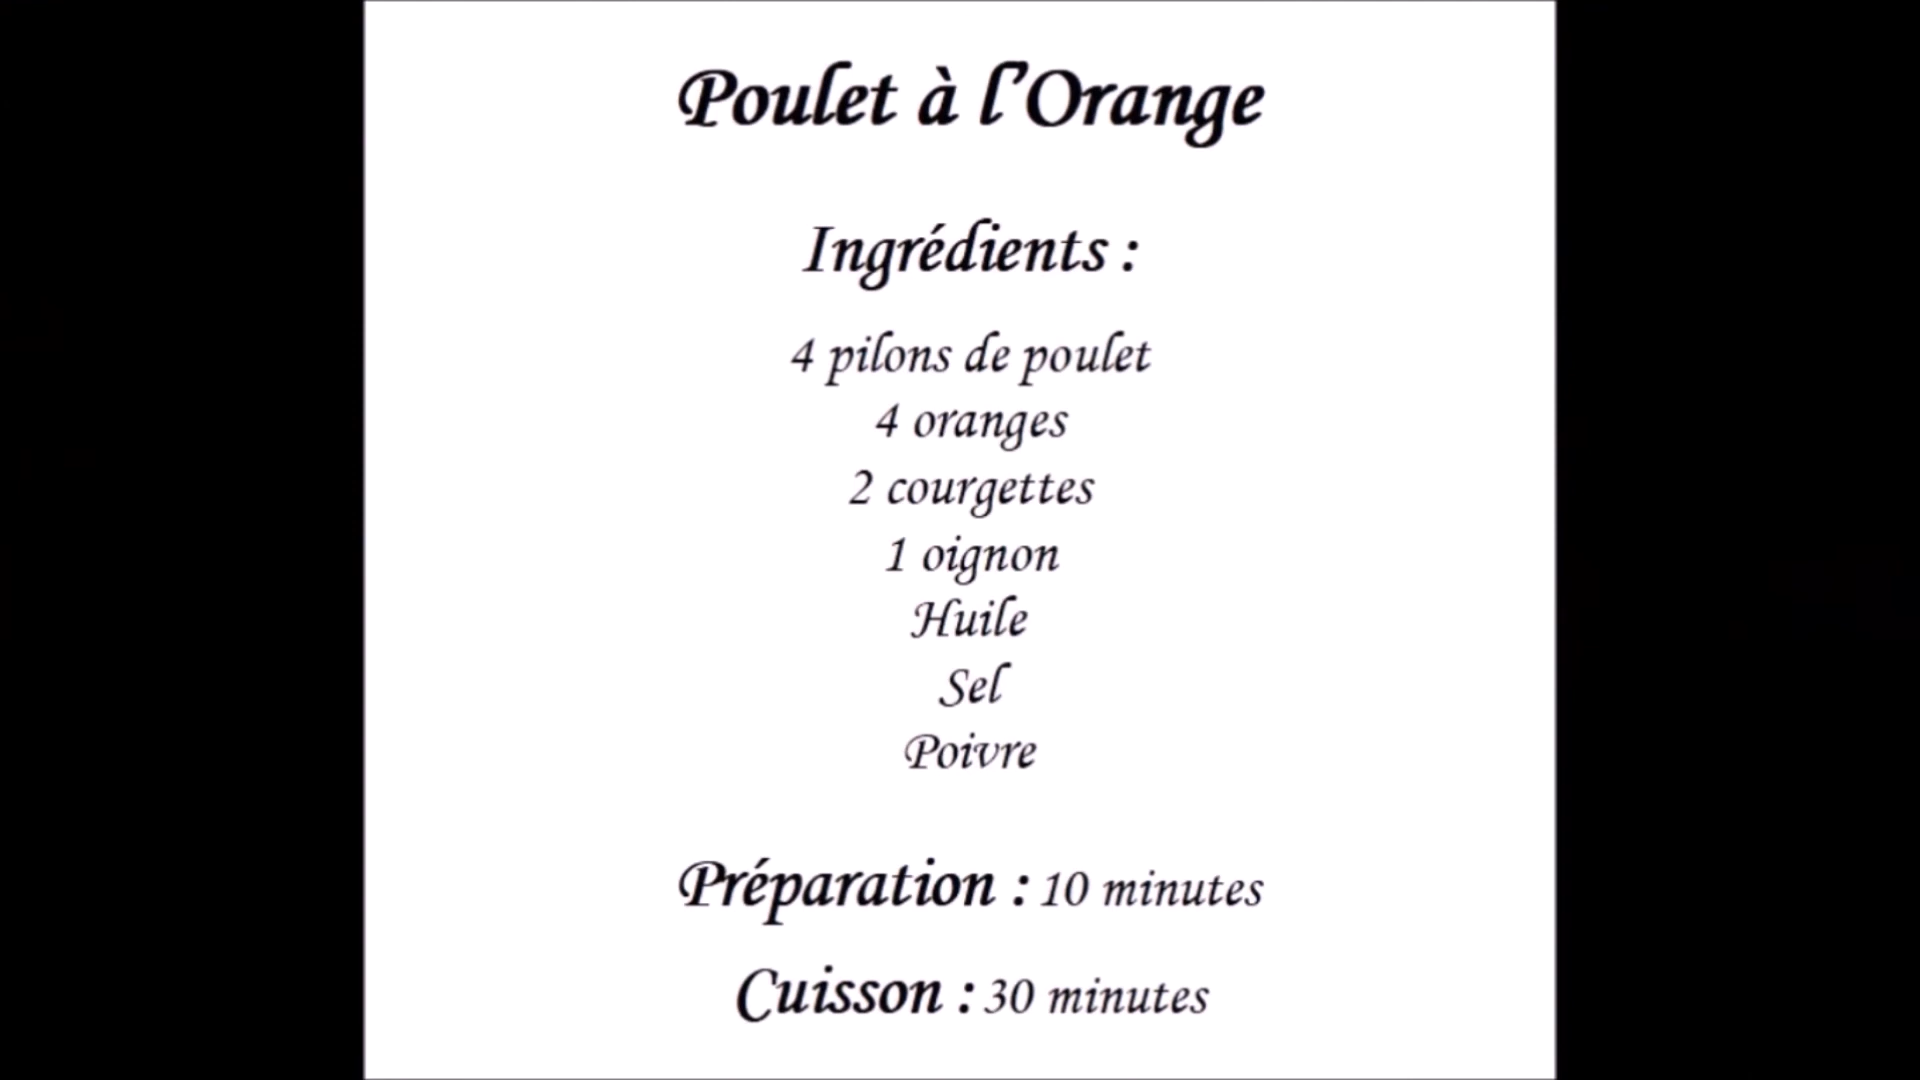 Poulet à l'Orange
Ingrédients :
4 pilons de poulet
4 oranges
2 courgettes
1 oignon
Huile
Sel
Poivre
Préparation : 10 minutes
Cuisson : 30 minutes